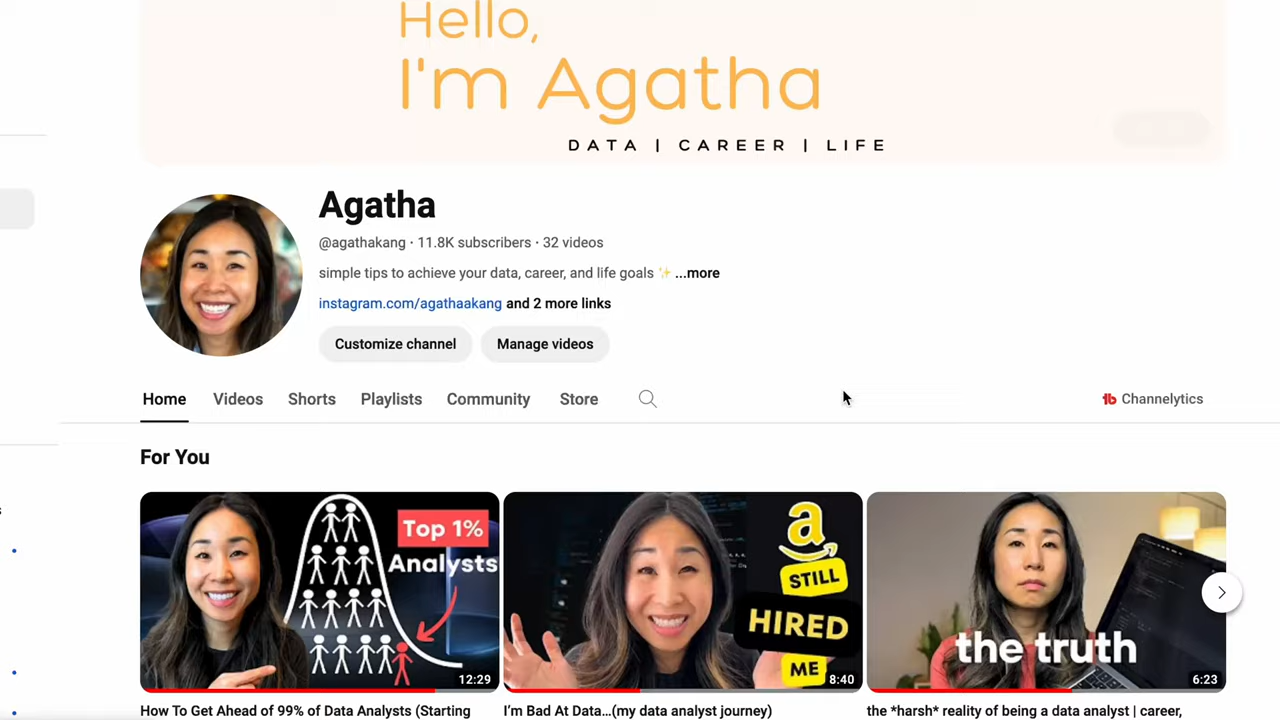 Hello,
I'm Agatha
DATA | CAREER | LIFE
Agatha
@agathakang · 11.8K subscribers · 32 videos
simple tips to achieve your data, career, and life goals ✨ ...more
instagram.com/agathaakang and 2 more links
Customize channel Manage videos
Home Videos Shorts Playlists Community Store
tb Channelytics
For You
Top 1%
Analysts
12:29
a
STILL
HIRED
ME
8:40
the truth
6:23
How To Get Ahead of 99% of Data Analysts (Starting
I'm Bad At Data...(my data analyst journey)
the *harsh* reality of being a data analyst | career,